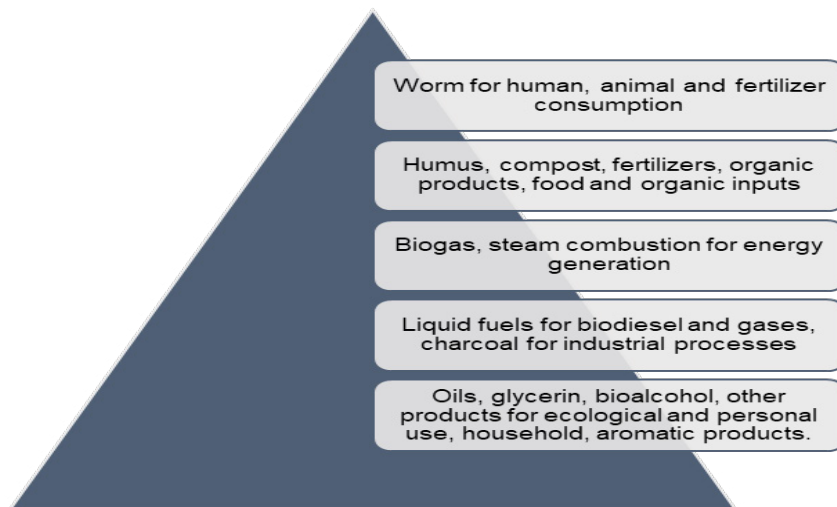 Worm for human, animal and fertilizer
consumption
Humus, compost, fertilizers, organic
products, food and organic inputs
Biogas, steam combustion for energy
generation
Liquid fuels for biodiesel and gases,
charcoal for industrial processes
Oils, glycerin, bioalcohol, other
products for ecological and personal
use, household, aromatic products.